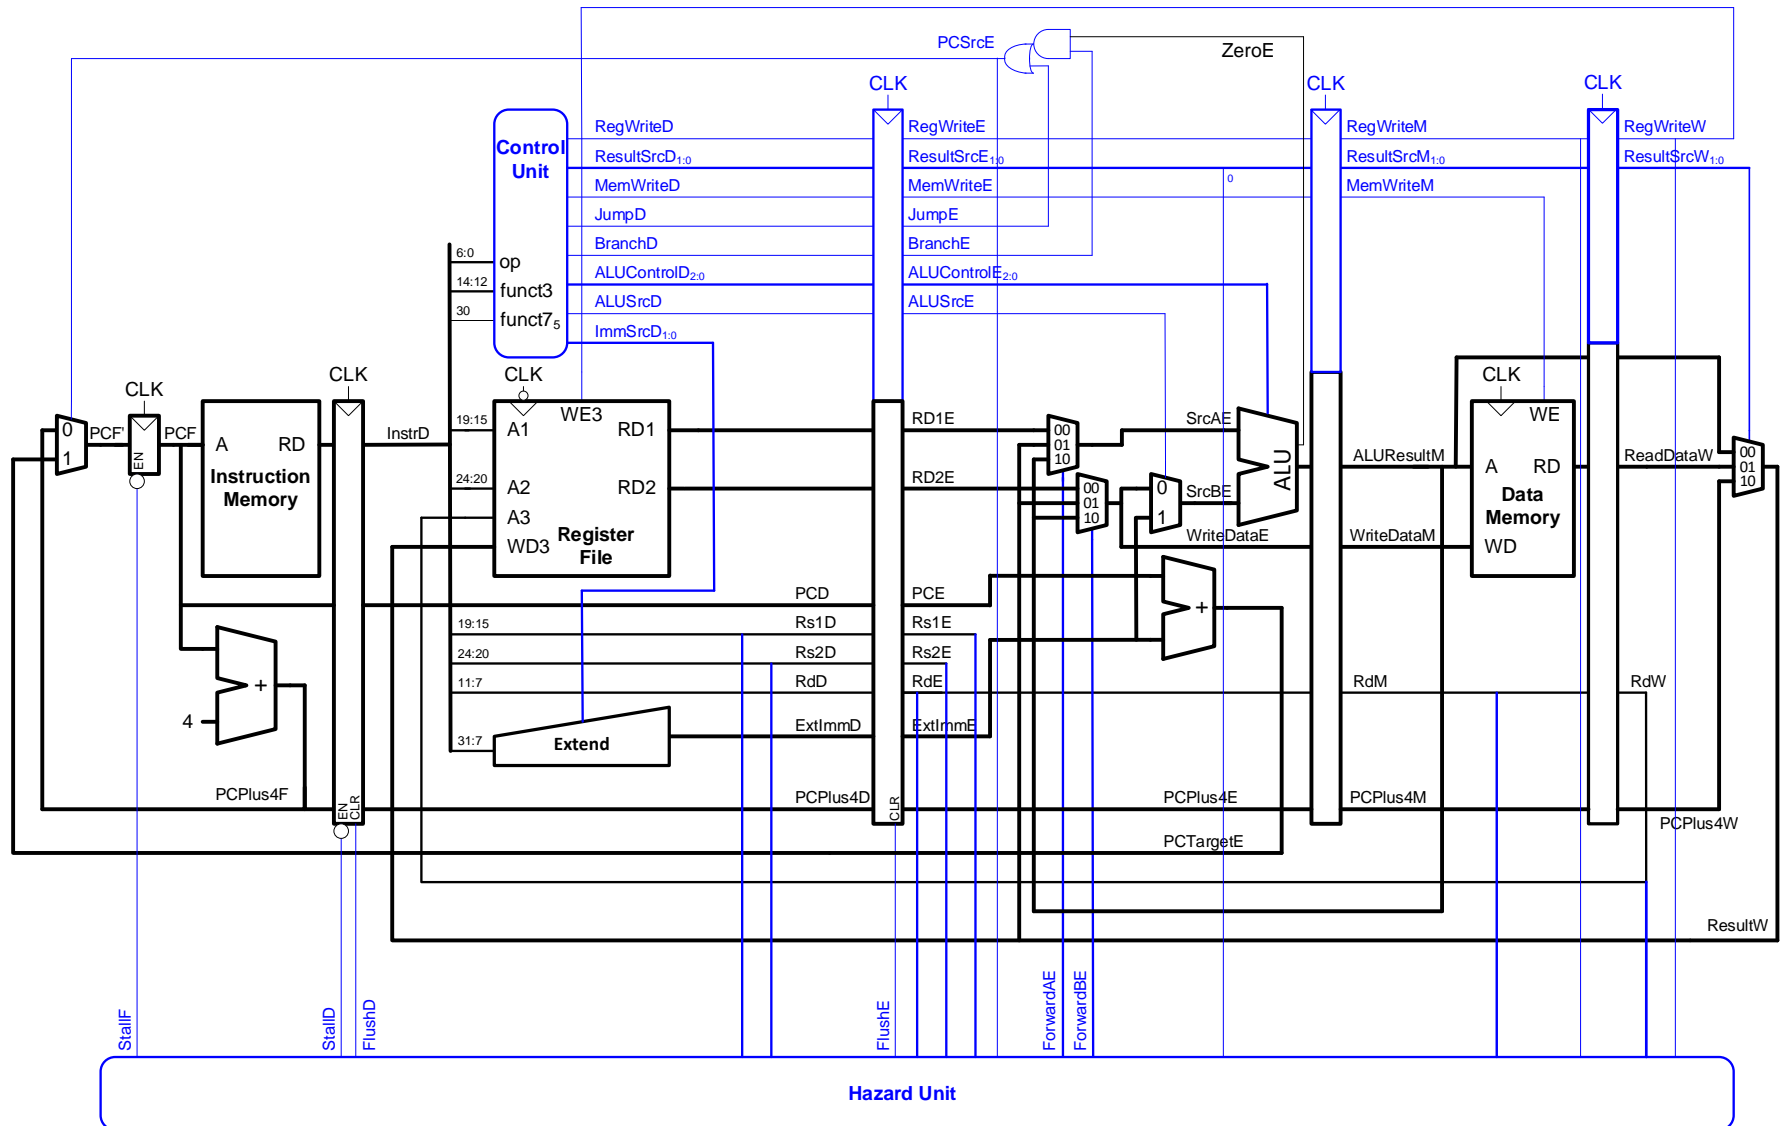 PCSrcE
ZeroE
CLK
CLK
CLK
Control
Unit
RegWriteD
RegWriteE
RegWriteM
RegWriteW
ResultSrcD1:0
ResultSrcE1:0
ResultSrcM1:0
ResultSrcW1:0
0
MemWriteD
MemWriteE
MemWriteM
JumpD
JumpE
BranchD
BranchE
ALUControlD2:0
ALUControlE2:0
ALUSrcD
ALUSrcE
ImmSrcD1:0
6:0
op
14:12
funct3
30
funct75
CLK
CLK
CLK
CLK
0
1
PCF'
EN
PCF
A
RD
Instruction
Memory
InstrD
19:15
A1
WE3
RD1
24:20
A2
RD2
A3
WD3
Register
File
RD1E
RD2E
00
01
10
00
01
10
0
1
SrcAE
SrcBE
ALU
WriteDataE
ALUResultM
WriteDataM
A
RD
WE
Data
Memory
WD
ReadDataW
00
01
10
PCD
PCE
+
19:15
Rs1D
Rs1E
24:20
Rs2D
Rs2E
11:7
RdD
RdE
RdM
RdW
+
4
31:7
Extend
ExtImmD
ExtImmE
PCPlus4F
EN
CLR
PCPlus4D
CLR
PCPlus4E
PCPlus4M
PCPlus4W
PCTargetE
ResultW
StallF
StallD
FlushD
FlushE
ForwardAE
ForwardBE
Hazard Unit